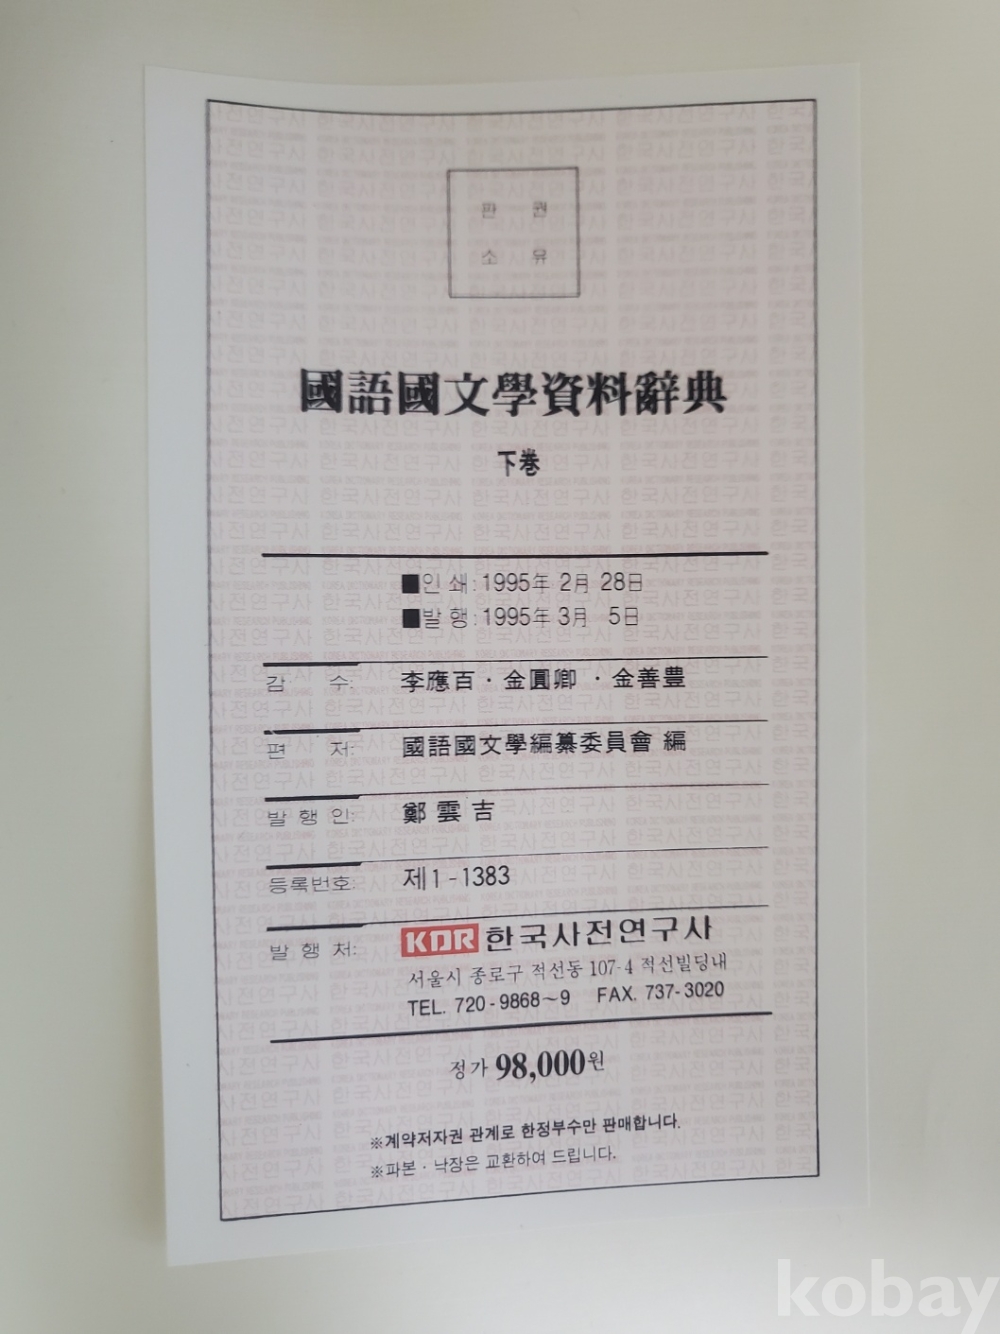 판 권
소 유
國語國文學資料辭典
下巻
■인 쇄 : 1995年 2月 28日
■발 행 : 1995年 3月 5日
감 수: 李應百 · 金圓卿 · 金善豊
편 저: 國語國文學編纂委員會 編
발 행 인: 鄭雲吉
등록번호: 제1-1383
발 행 처: KDR 한국사전연구사
서울시 종로구 적선동 107-4 적선빌딩내
TEL. 720-9868~9 FAX. 737-3020
정가 98,000원
※계약저자권 관계로 한정부수만 판매합니다.
※파본 · 낙장은 교환하여 드립니다.
kobay